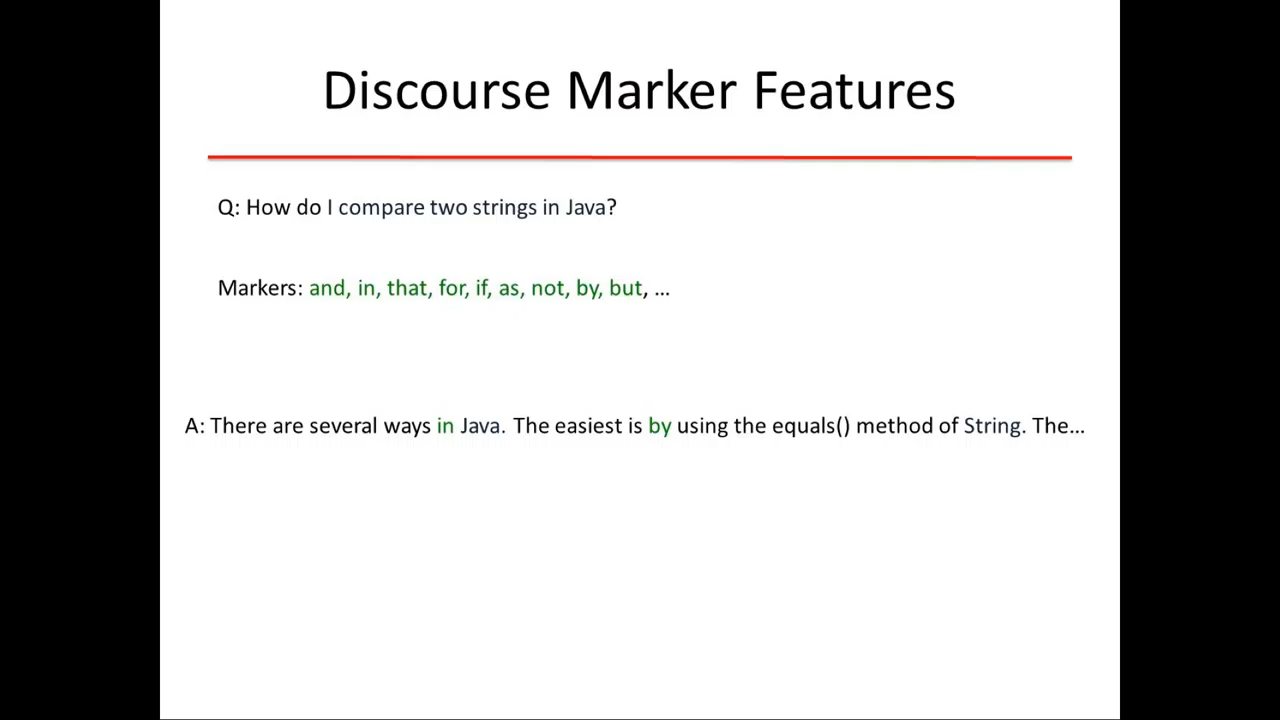 Discourse Marker Features
Q: How do I compare two strings in Java?
Markers: and, in, that, for, if, as, not, by, but, …
A: There are several ways in Java. The easiest is by using the equals() method of String. The…